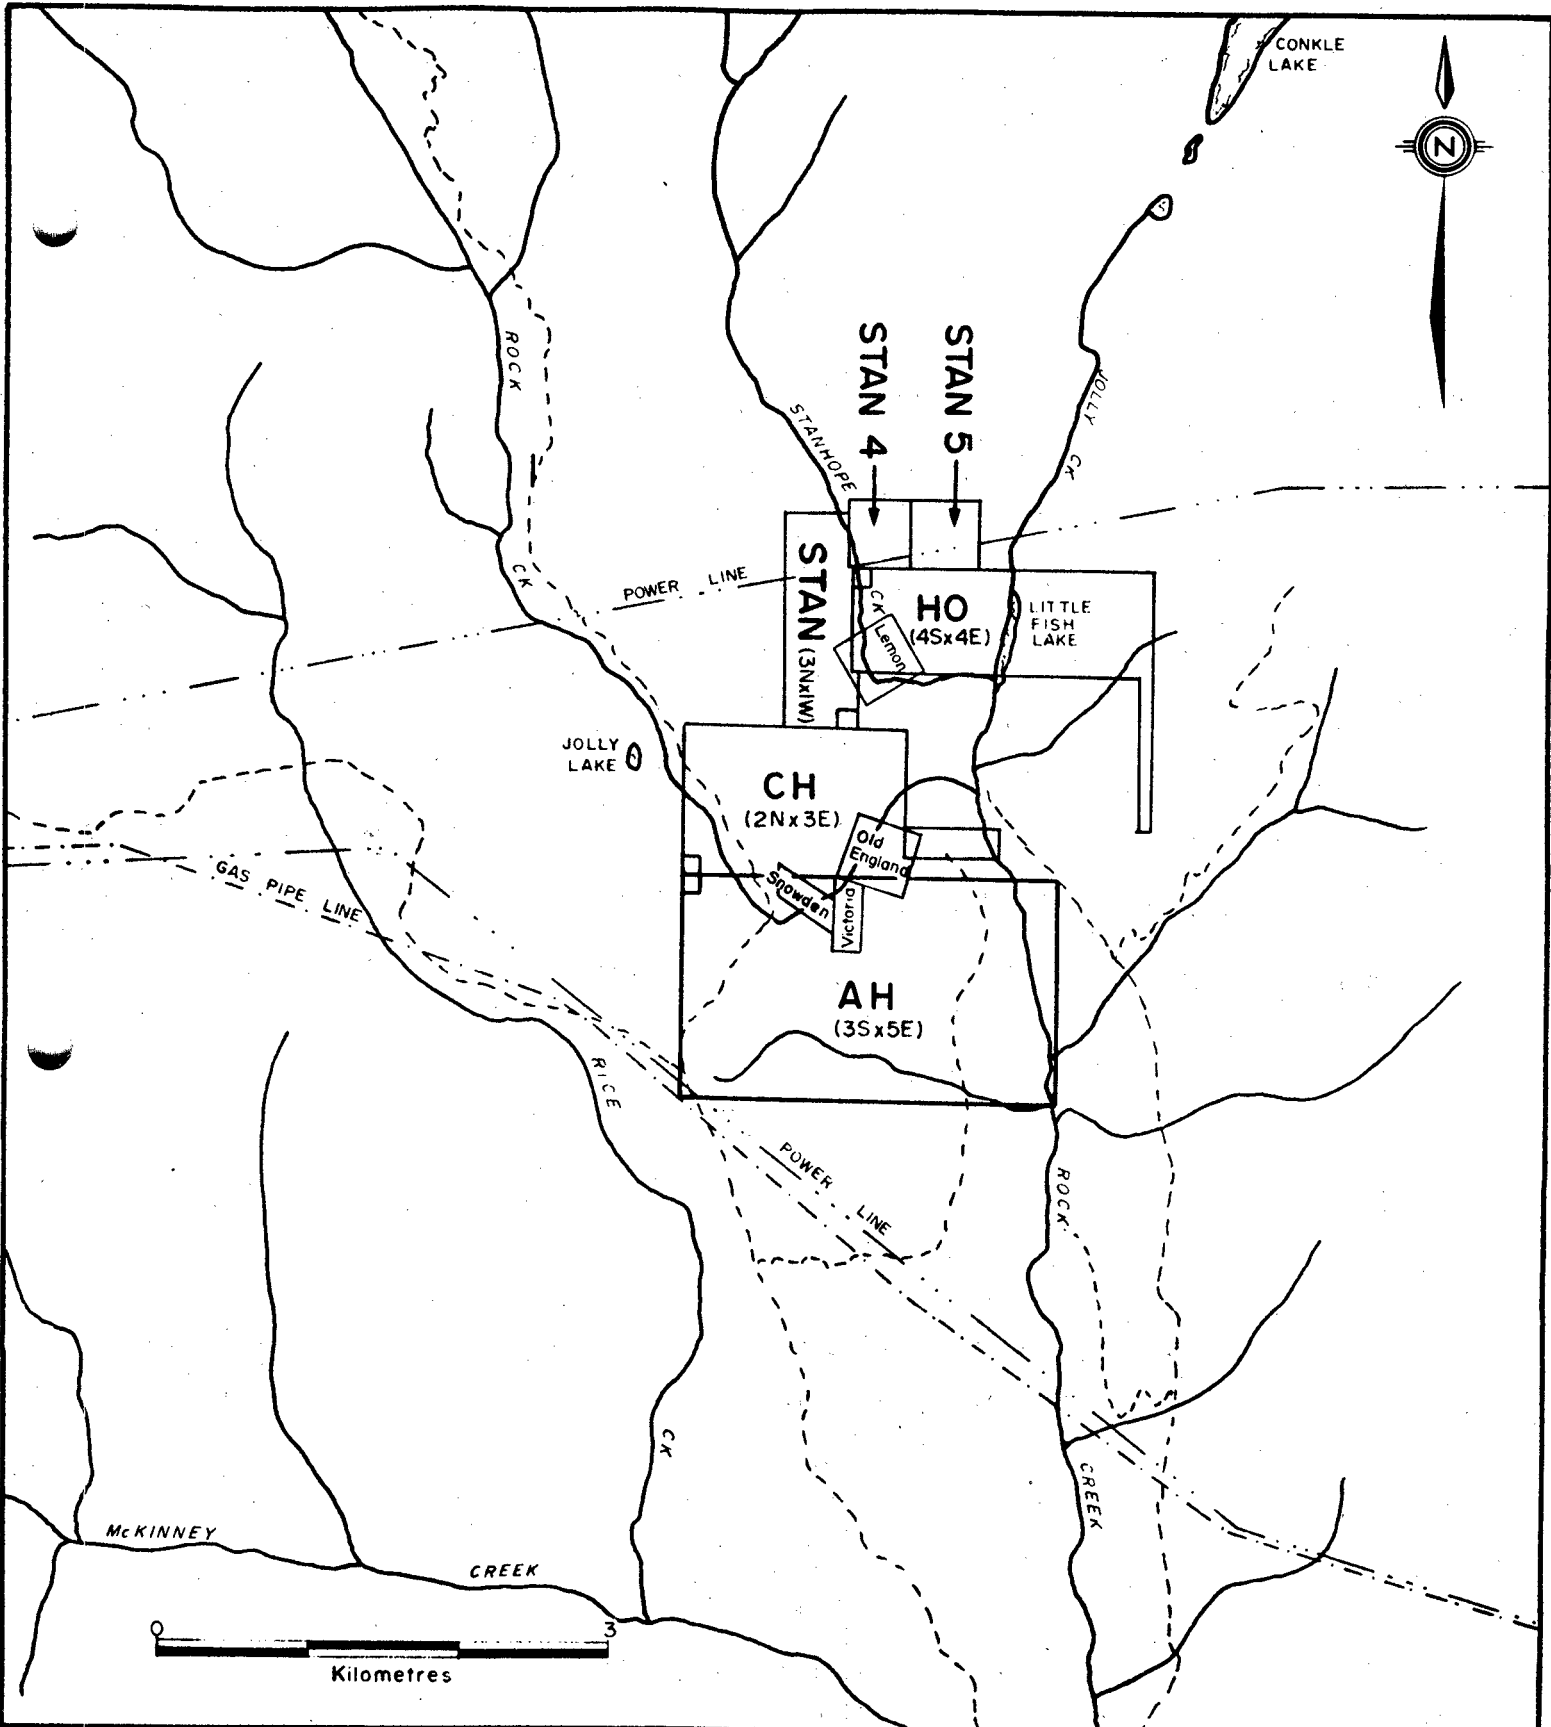 CONKLE
LAKE
N
ROCK
CK
STANHOPE
CK
STAN 4
STAN 5
JOLLY
CK
POWER LINE
STAN (3Nx1W)
HO
(4Sx4E)
Lemon
LITTLE
FISH
LAKE
JOLLY
LAKE
CH
(2Nx3E)
Old
England
Snowden
Victoria
GAS PIPE LINE
AH
(3Sx5E)
RICE
CK
POWER LINE
ROCK
CREEK
McKINNEY
CREEK
0 3
Kilometres